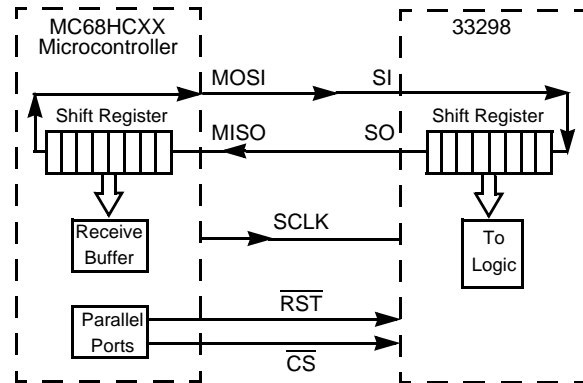 MC68HCXX
Microcontroller
33298
MOSI
SI
Shift Register
Shift Register
MISO
SO
SCLK
Receive
Buffer
To
Logic
RST
Parallel
Ports
CS